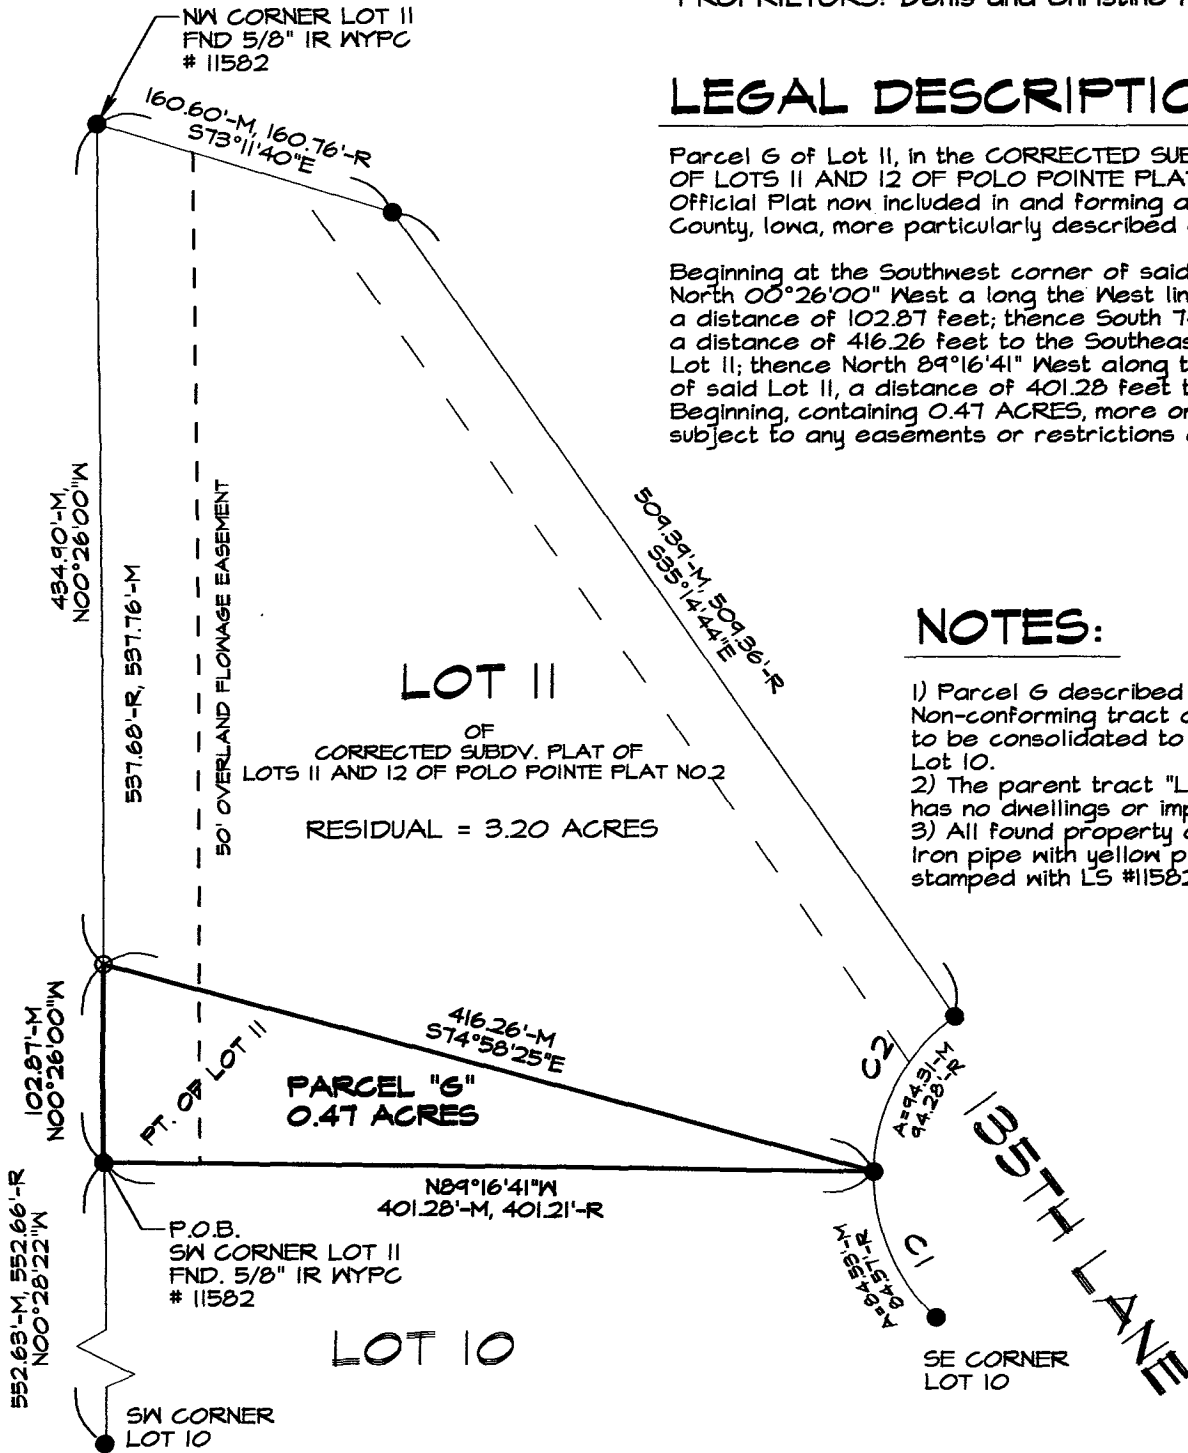 PROPRIETORS: Denis and Christine
NW CORNER LOT 11
FND 5/8" IR WYPC
# 11582
160.60'-M, 160.76'-R
S73°11'40"E
LEGAL DESCRIPTIO
Parcel G of Lot 11, in the CORRECTED SUB
OF LOTS 11 AND 12 OF POLO POINTE PLAT
Official Plat now included in and forming a
County, Iowa, more particularly described
Beginning at the Southwest corner of said
North 00°26'00" West a long the West lin
a distance of 102.87 feet; thence South 7
a distance of 416.26 feet to the Southeas
Lot 11; thence North 89°16'41" West along t
of said Lot 11, a distance of 401.28 feet t
Beginning, containing 0.47 ACRES, more or
subject to any easements or restrictions
434.90'-M,
N00°26'00"W
537.68'-R, 537.76'-M
50' OVERLAND FLOWAGE EASEMENT
509.39'-M, 509.36'-R
S35°14'44"E
LOT 11
OF
CORRECTED SUBDV. PLAT OF
LOTS 11 AND 12 OF POLO POINTE PLAT NO.2
RESIDUAL = 3.20 ACRES
NOTES:
1) Parcel G described
Non-conforming tract
to be consolidated to
Lot 10.
2) The parent tract "L
has no dwellings or imp
3) All found property
Iron pipe with yellow p
stamped with LS #11582
102.87'-M
N00°26'00"W
416.26'-M
S74°58'25"E
PT. OF LOT 11
PARCEL "G"
0.47 ACRES
C2
A=94.31-M
94.28'-R
135TH LANE
N89°16'41"W
401.28'-M, 401.21'-R
P.O.B.
SW CORNER LOT 11
FND. 5/8" IR WYPC
# 11582
552.63'-M, 552.66'-R
N00°28'22"W
C1
A=84.59'-M
84.57'-R
LOT 10
SE CORNER
LOT 10
SW CORNER
LOT 10